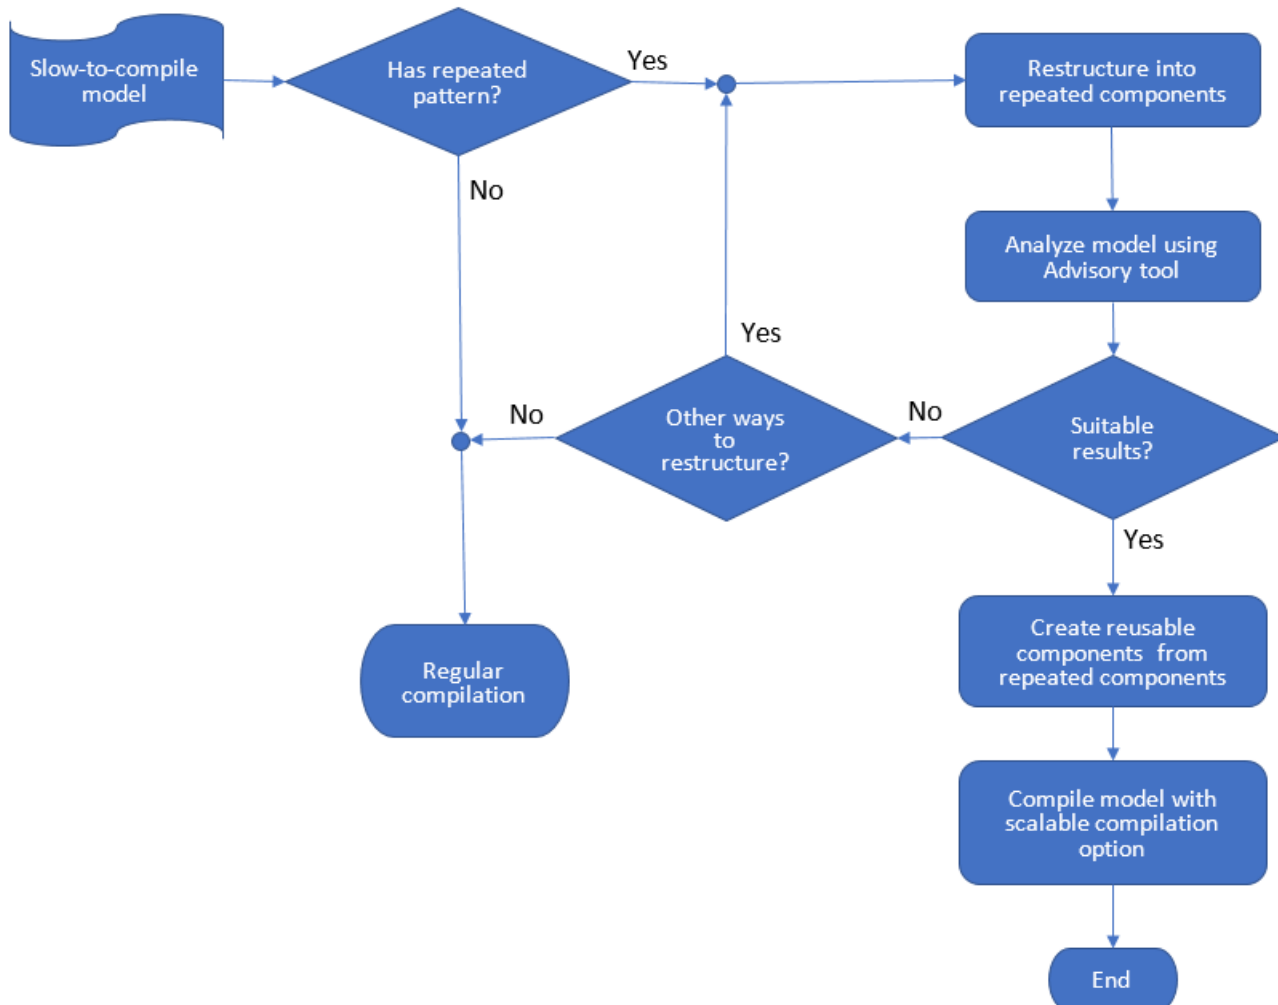 Slow-to-compile
model
Has repeated
pattern?
Yes
Restructure into
repeated components
No
Analyze model using
Advisory tool
Yes
No
Other ways
to
restructure?
No
Suitable
results?
Yes
Create reusable
components from
repeated components
Regular
compilation
Compile model with
scalable compilation
option
End